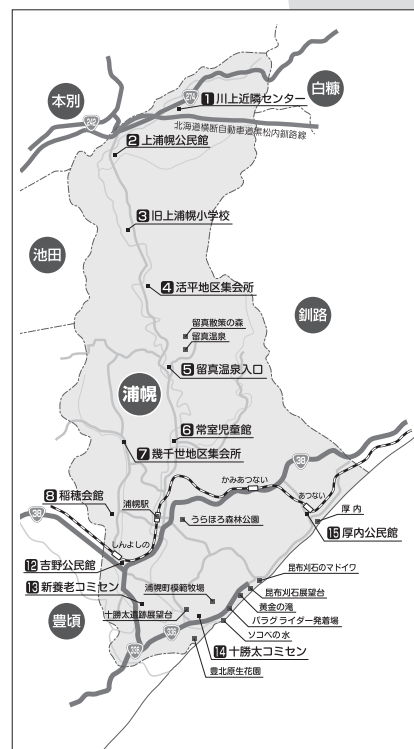 274
本別
白糠
1 川上近隣センター
242
北海道横断自動車道黒松内釧路線
2 上浦幌公民館
3 旧上浦幌小学校
池田
4 活平地区集会所
釧路
留真散策の森
留真温泉
5 留真温泉入口
浦幌
6 常室児童館
7 幾千世地区集会所
38
かみあつない
8 稲穂会館
浦幌駅
あつない
38
厚内
うらほろ森林公園
15 厚内公民館
しんよしの
12 吉野公民館
昆布刈石のマドイワ
13 新養老コミセン
浦幌町模範牧場
昆布刈石展望台
黄金の滝
十勝太遺跡展望台
パラグライダー発着場
豊頃
ソコベの水
336
336
14 十勝太コミセン
豊北原生花園